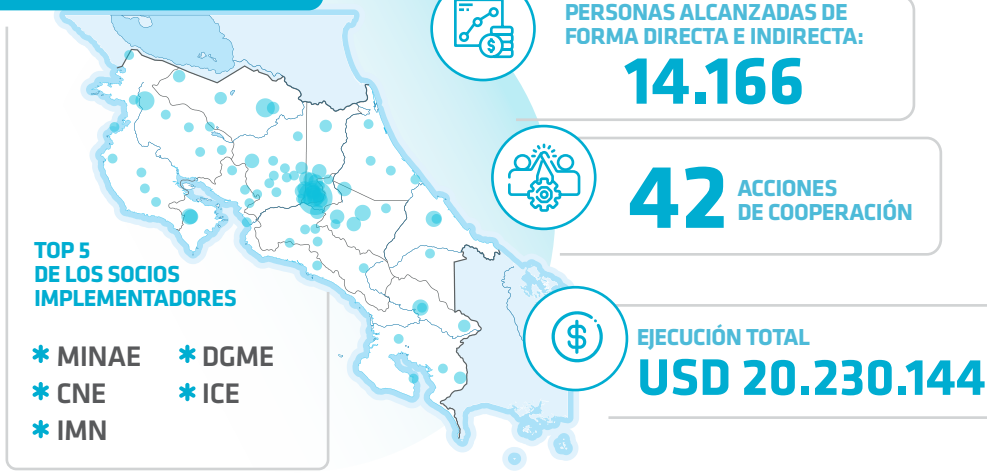 PERSONAS ALCANZADAS DE
FORMA DIRECTA E INDIRECTA:
14.166
42
ACCIONES
DE COOPERACIÓN
TOP 5
DE LOS SOCIOS
IMPLEMENTADORES
* MINAE
* DGME
* CNE
* ICE
* IMN
EJECUCIÓN TOTAL
USD 20.230.144